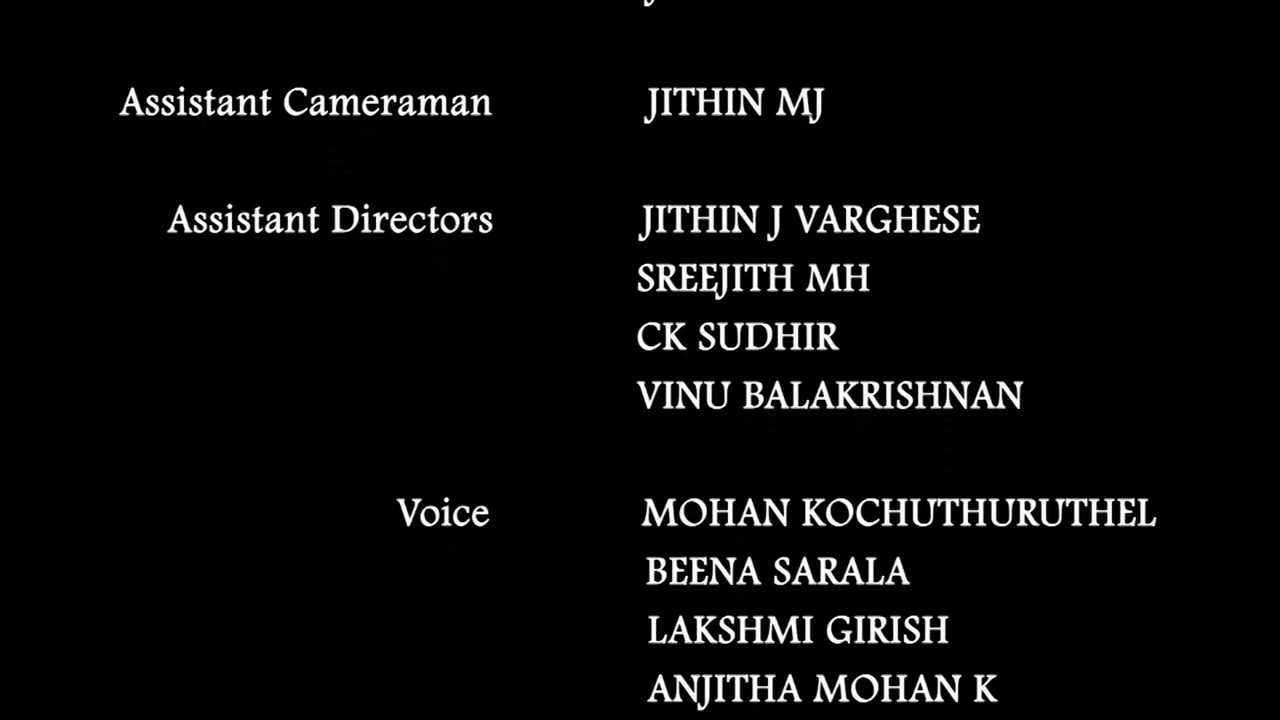 Assistant Cameraman JITHIN MJ
Assistant Directors JITHIN J VARGHESE
SREEJITH MH
CK SUDHIR
VINU BALAKRISHNAN
Voice MOHAN KOCHUTHURUTHEL
BEENA SARALA
LAKSHMI GIRISH
ANJITHA MOHAN K